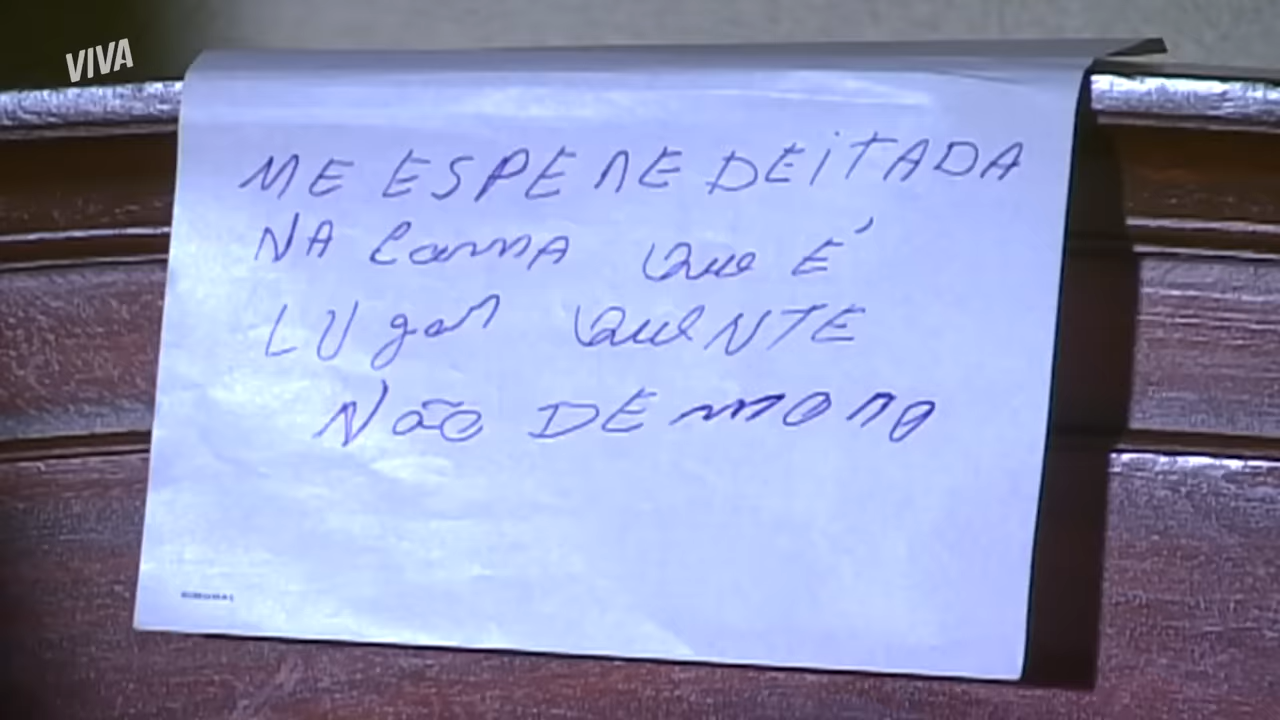 VIVA
ME ESPERE DEiTADA
NA CAmA QUe É
LUgaR QUeNTE
Não DEmORO